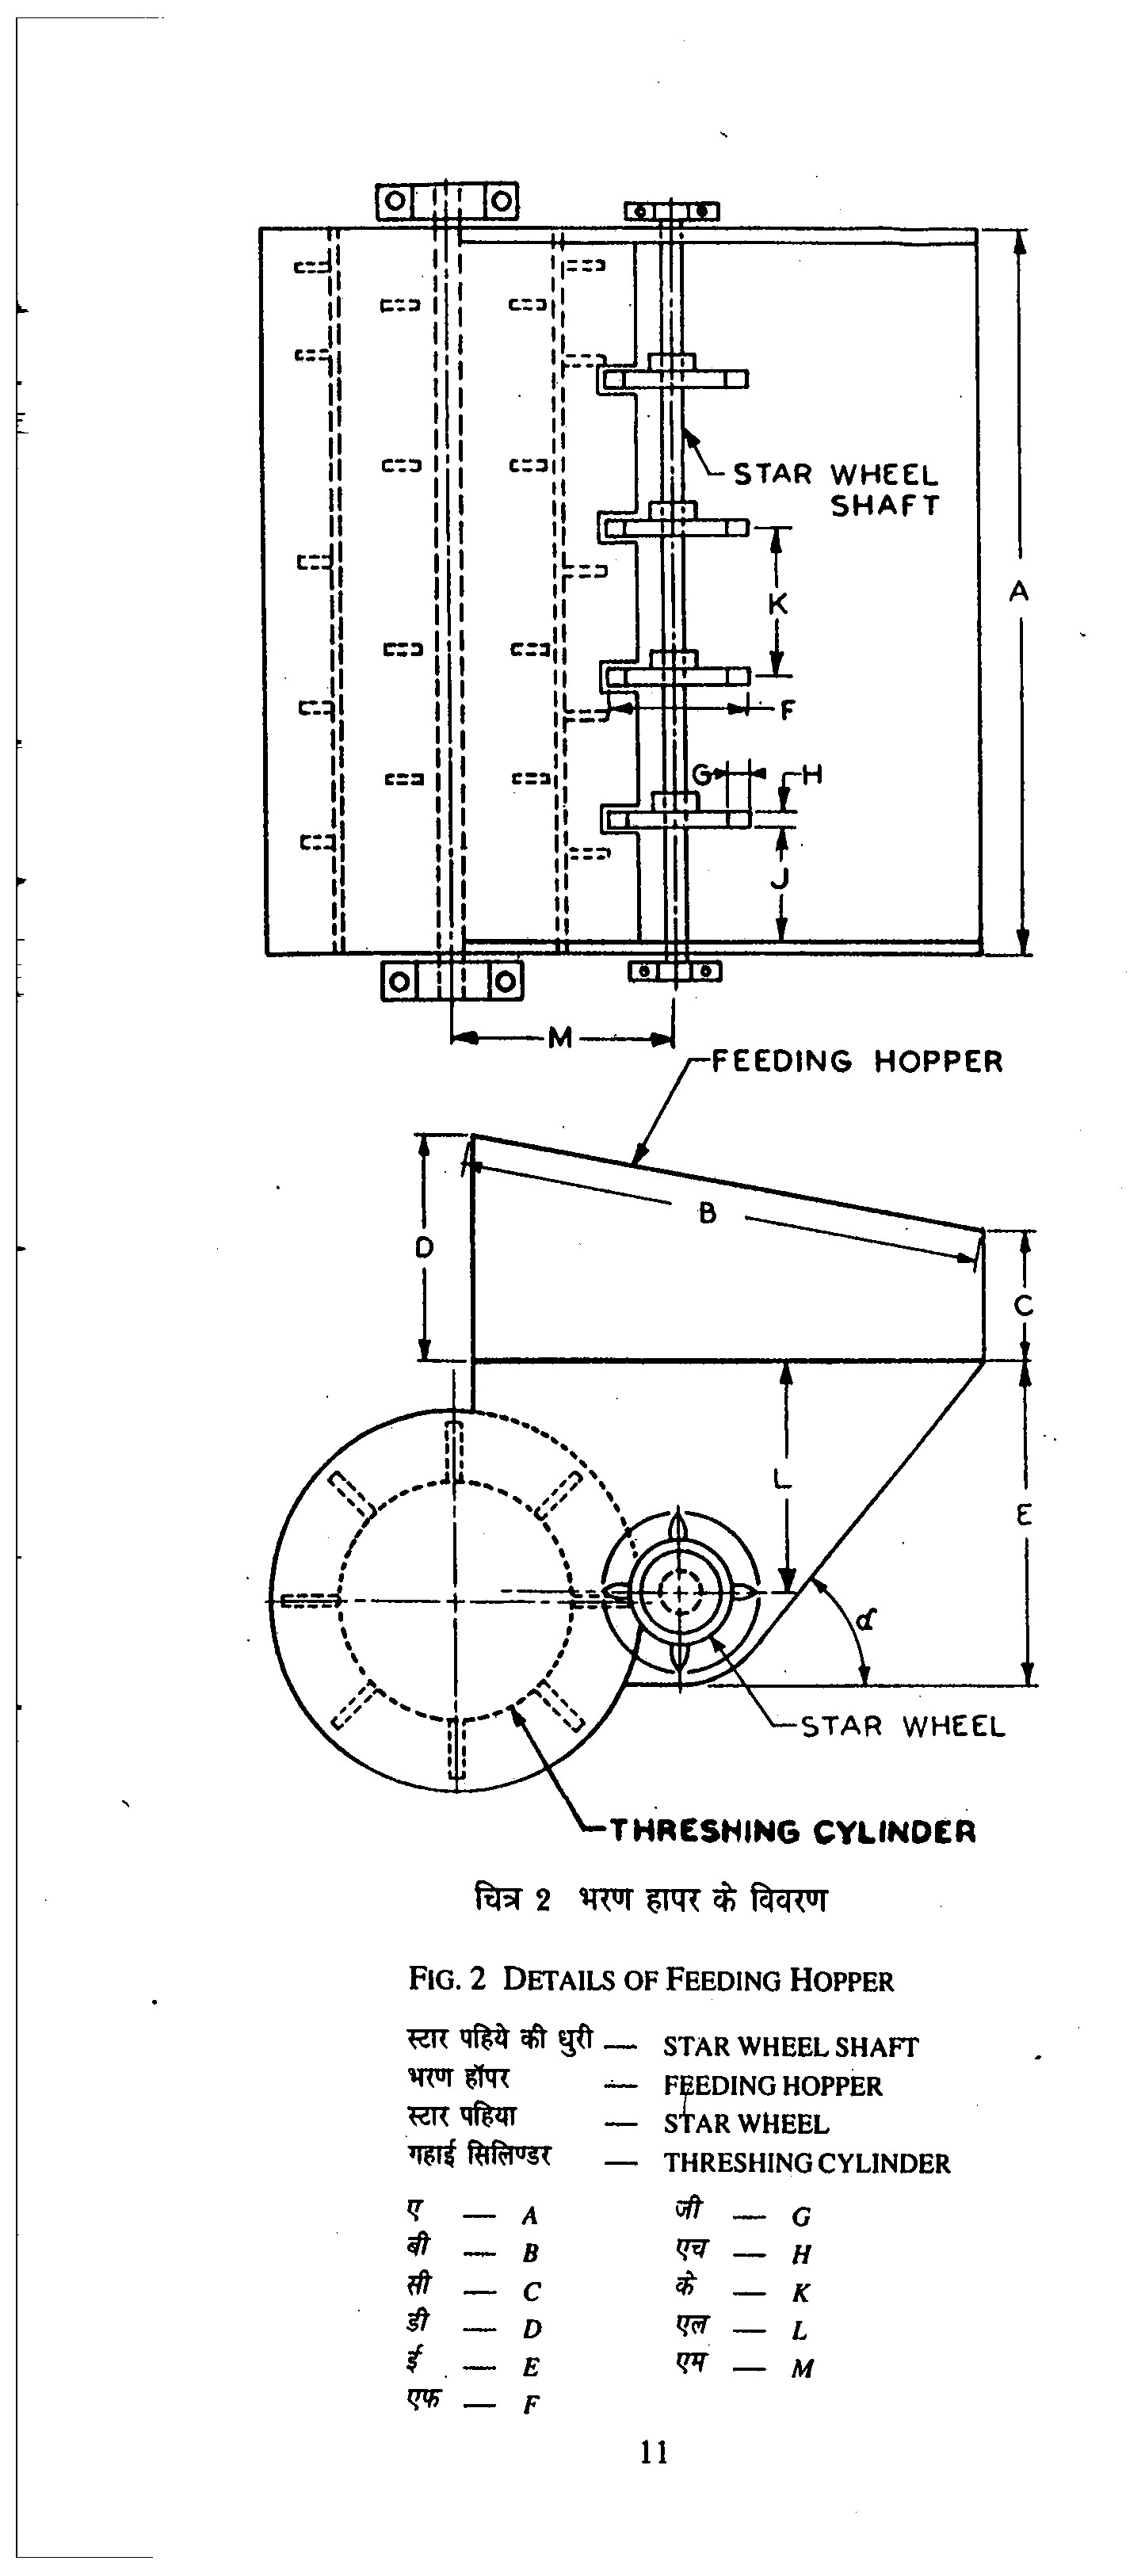 STAR WHEEL
SHAFT
K
A
F
G
H
J
M
FEEDING HOPPER
B
D
C
L
E
α
STAR WHEEL
THRESHING CYLINDER
चित्र 2 भरण हापर के विवरण
FIG. 2 DETAILS OF FEEDING HOPPER
स्टार पहिये की धुरी — STAR WHEEL SHAFT
भरण हॉपर — FEEDING HOPPER
स्टार पहिया — STAR WHEEL
गहाई सिलिण्डर — THRESHING CYLINDER
ए — A जी — G
बी — B एच — H
सी — C के — K
डी — D एल — L
ई — E एम — M
एफ — F
11